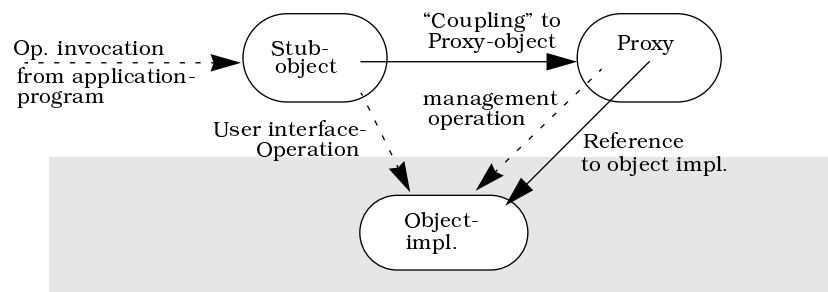 Op. invocation
from application-
program
Stub-
object
“Coupling” to
Proxy-object
Proxy
management
operation
User interface-
Operation
Reference
to object impl.
Object-
impl.